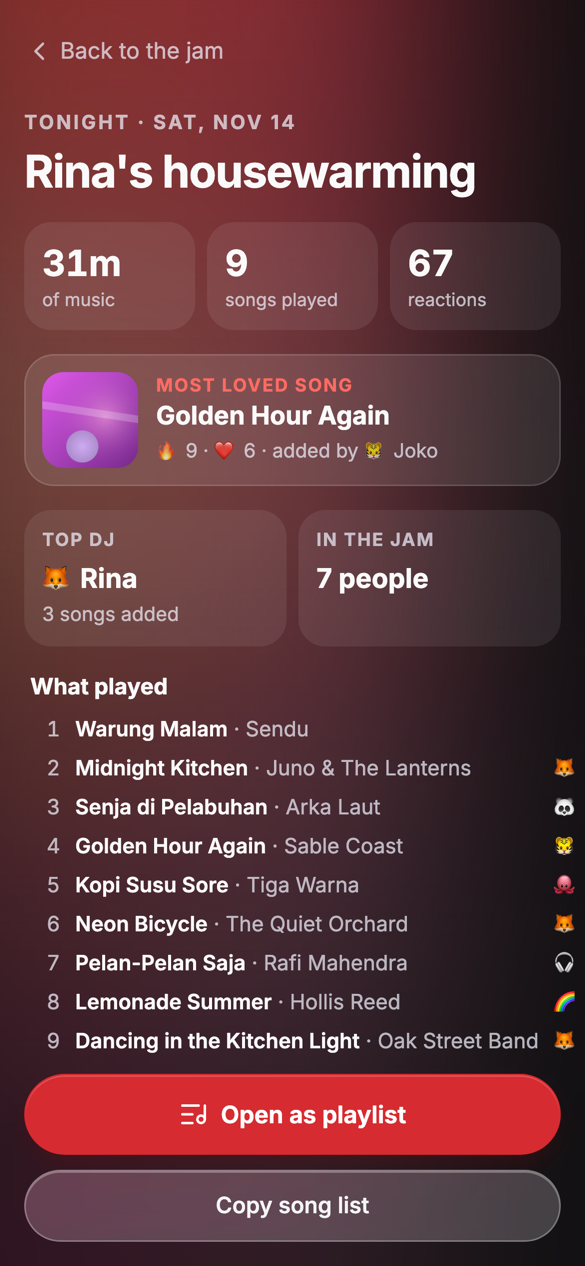 Back to the jam
TONIGHT · SAT, NOV 14
Rina's housewarming
31m
of music
9
songs played
67
reactions
MOST LOVED SONG
Golden Hour Again
🔥 9 · ❤️ 6 · added by 🐯 Joko
TOP DJ
🦊 Rina
3 songs added
IN THE JAM
7 people
What played
1 Warung Malam · Sendu
2 Midnight Kitchen · Juno & The Lanterns 🦊
3 Senja di Pelabuhan · Arka Laut 🐼
4 Golden Hour Again · Sable Coast 🐯
5 Kopi Susu Sore · Tiga Warna 🐙
6 Neon Bicycle · The Quiet Orchard 🦊
7 Pelan-Pelan Saja · Rafi Mahendra 🎧
8 Lemonade Summer · Hollis Reed 🌈
9 Dancing in the Kitchen Light · Oak Street Band 🦊
Open as playlist
Copy song list